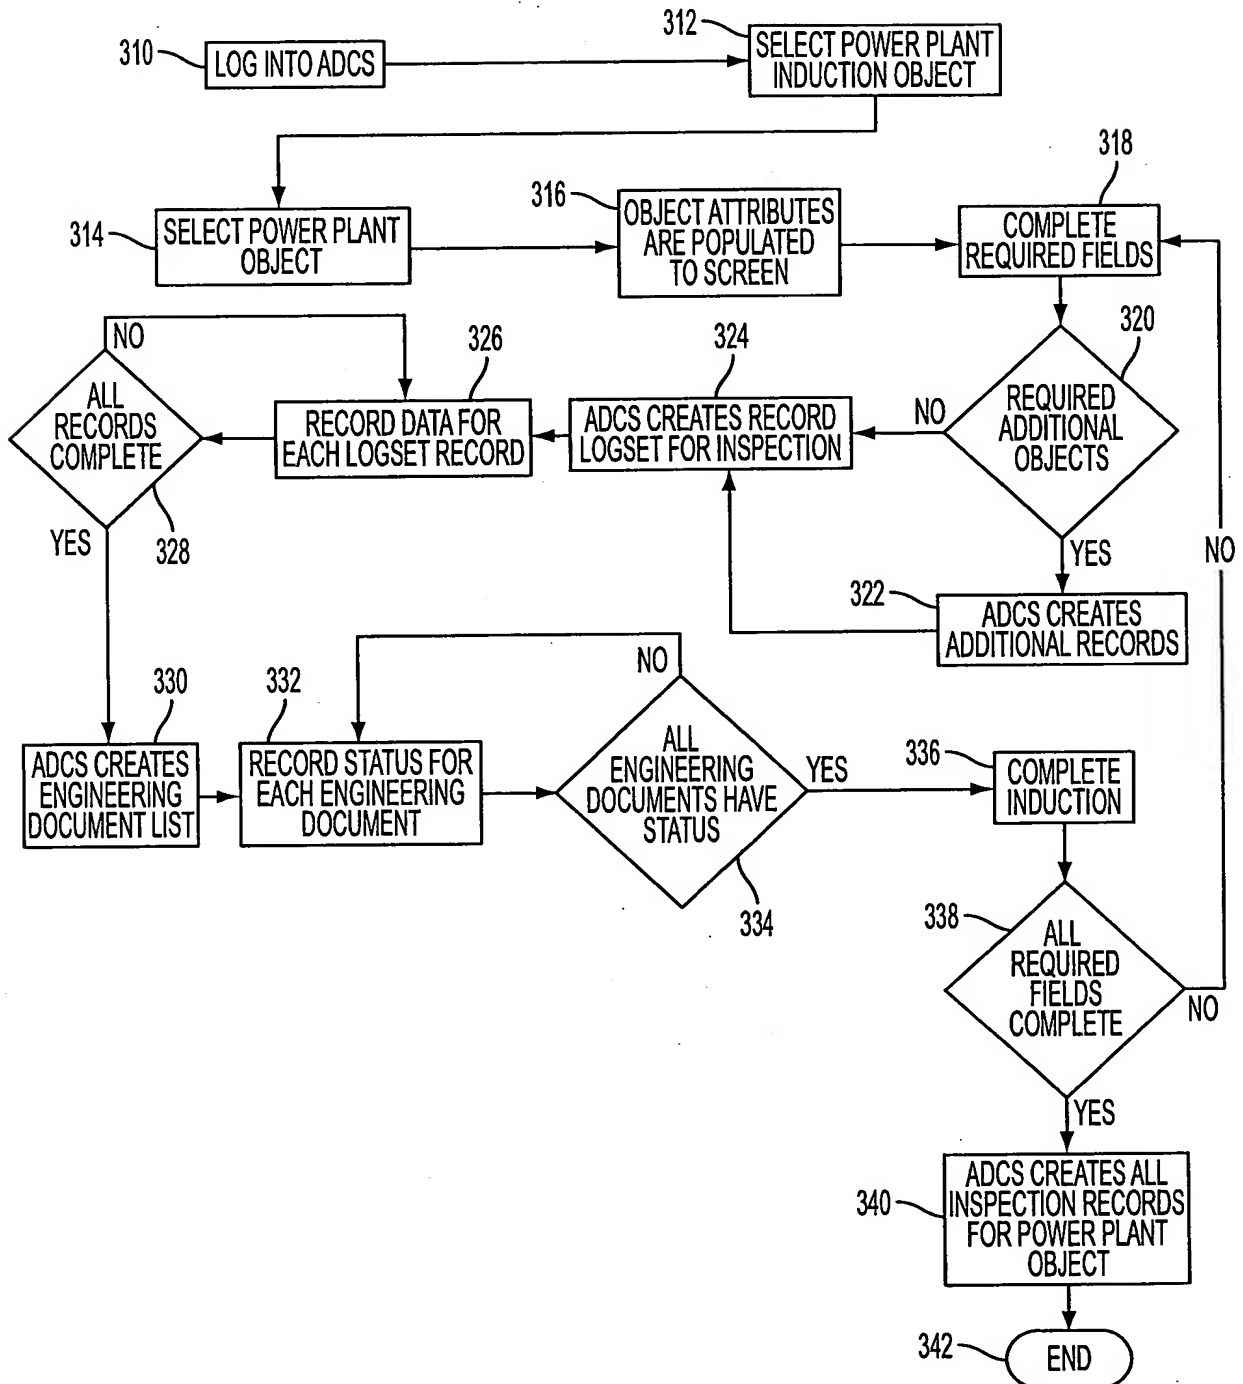 310
LOG INTO ADCS
312
SELECT POWER PLANT
INDUCTION OBJECT
314
SELECT POWER PLANT
OBJECT
316
OBJECT ATTRIBUTES
ARE POPULATED
TO SCREEN
318
COMPLETE
REQUIRED FIELDS
320
REQUIRED
ADDITIONAL
OBJECTS
NO
YES
322
ADCS CREATES
ADDITIONAL RECORDS
324
ADCS CREATES RECORD
LOGSET FOR INSPECTION
326
RECORD DATA FOR
EACH LOGSET RECORD
NO
ALL
RECORDS
COMPLETE
328
YES
330
ADCS CREATES
ENGINEERING
DOCUMENT LIST
332
RECORD STATUS FOR
EACH ENGINEERING
DOCUMENT
NO
ALL
ENGINEERING
DOCUMENTS HAVE
STATUS
334
YES
336
COMPLETE
INDUCTION
338
ALL
REQUIRED
FIELDS
COMPLETE
NO
NO
YES
340
ADCS CREATES ALL
INSPECTION RECORDS
FOR POWER PLANT
OBJECT
342
END